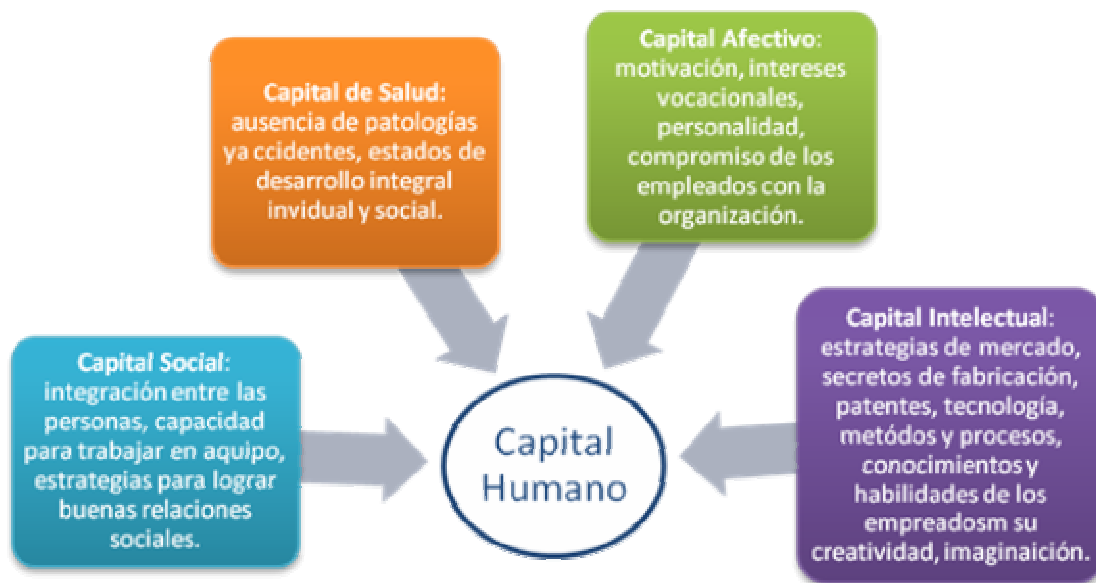 Capital de Salud:
ausencia de patologías
ya ccidentes, estados de
desarrollo integral
invidual y social.
Capital Afectivo:
motivación, intereses
vocacionales,
personalidad,
compromiso de los
empleados con la
organización.
Capital Social:
integración entre las
personas, capacidad
para trabajar en aquipo,
estrategias para lograr
buenas relaciones
sociales.
Capital Intelectual:
estrategias de mercado,
secretos de fabricación,
patentes, tecnología,
metódos y procesos,
conocimientos y
habilidades de los
empreadosm su
creatividad, imaginaición.
Capital
Humano